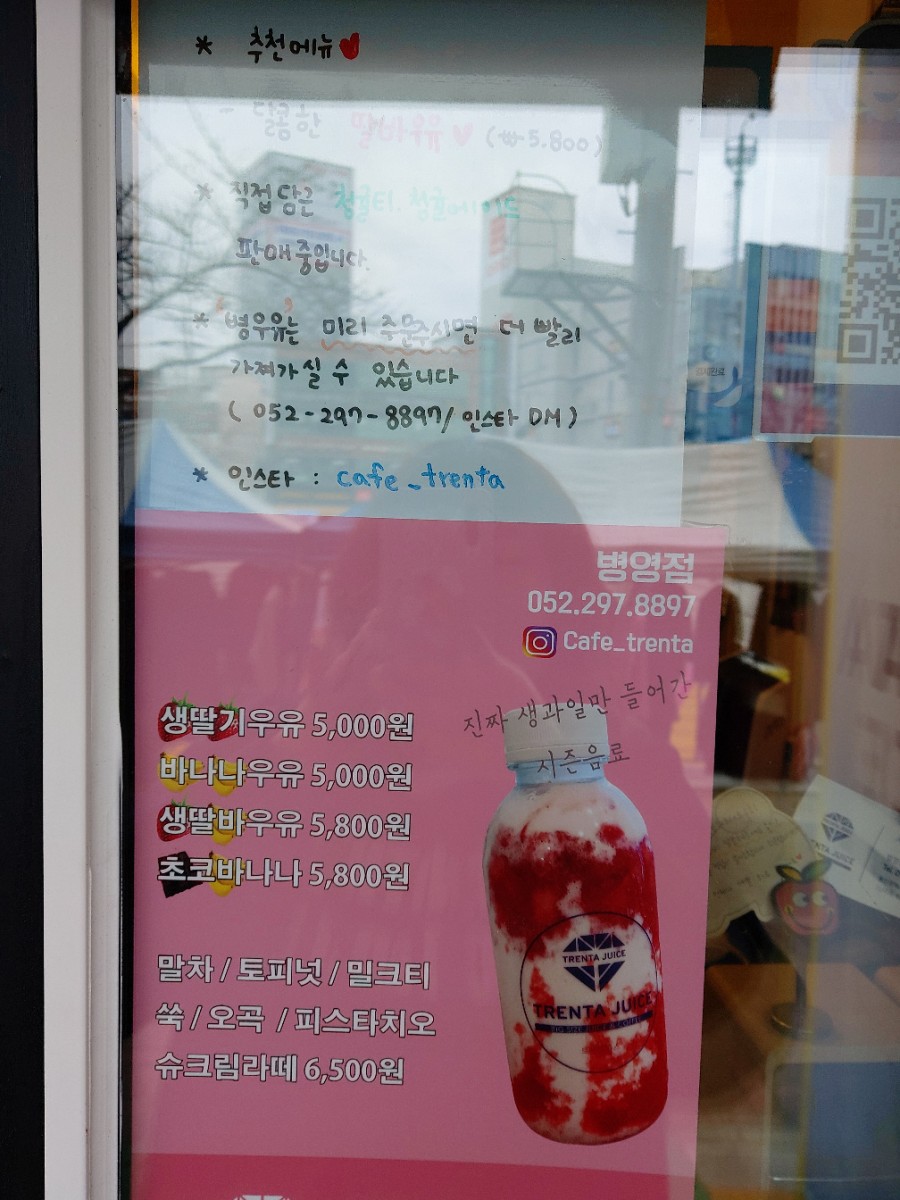 * 추천메뉴♥
- 달콤한 딸바우유♥ (₩5.800)
* 직접 담근 청귤티. 청귤에이드
판매중입니다.
* '병우유'는 미리 주문주시면 더 빨리
가져가실 수 있습니다
( 052-297-8897/ 인스타 DM )
* 인스타 : cafe_trenta
병영점
052.297.8897
Cafe_trenta
진짜 생과일만 들어간
시즌음료
생딸기우유 5,000원
바나나우유 5,000원
생딸바우유 5,800원
초코바나나 5,800원
말차 / 토피넛 / 밀크티
쑥 / 오곡 / 피스타치오
슈크림라떼 6,500원
TRENTA JUICE
TRENTA JUICE
BIG SIZE JUICE & COFFEE
TRENTA JUICE